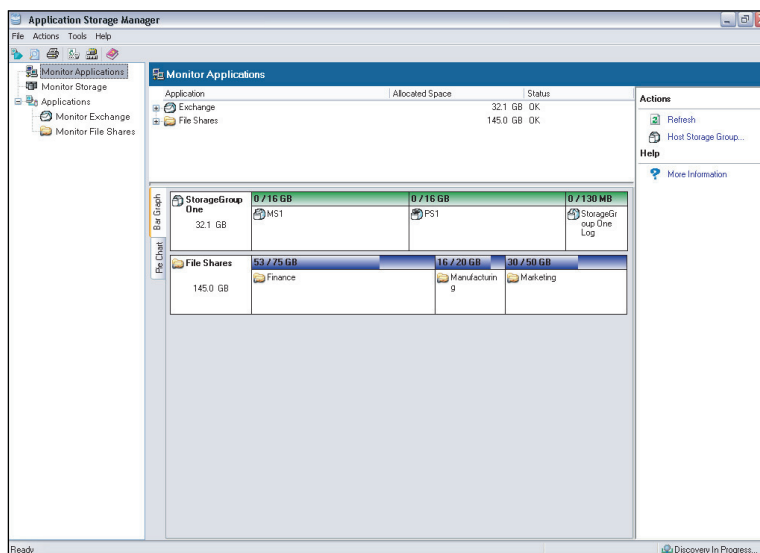 Application Storage Manager
File Actions Tools Help
Monitor Applications
Monitor Storage
Applications
Monitor Exchange
Monitor File Shares
Monitor Applications
Application Allocated Space Status
Exchange 32.1 GB OK
File Shares 145.0 GB OK
Actions
Refresh
Host Storage Group...
Help
More Information
Bar Graph
Pie Chart
StorageGroup
One
32.1 GB
0 / 16 GB
MS1
0 / 16 GB
PS1
0 / 130 MB
StorageGr
oup One
Log
File Shares
145.0 GB
53 / 75 GB
Finance
16 / 20 GB
Manufacturin
g
30 / 50 GB
Marketing
Ready
Discovery In Progress...